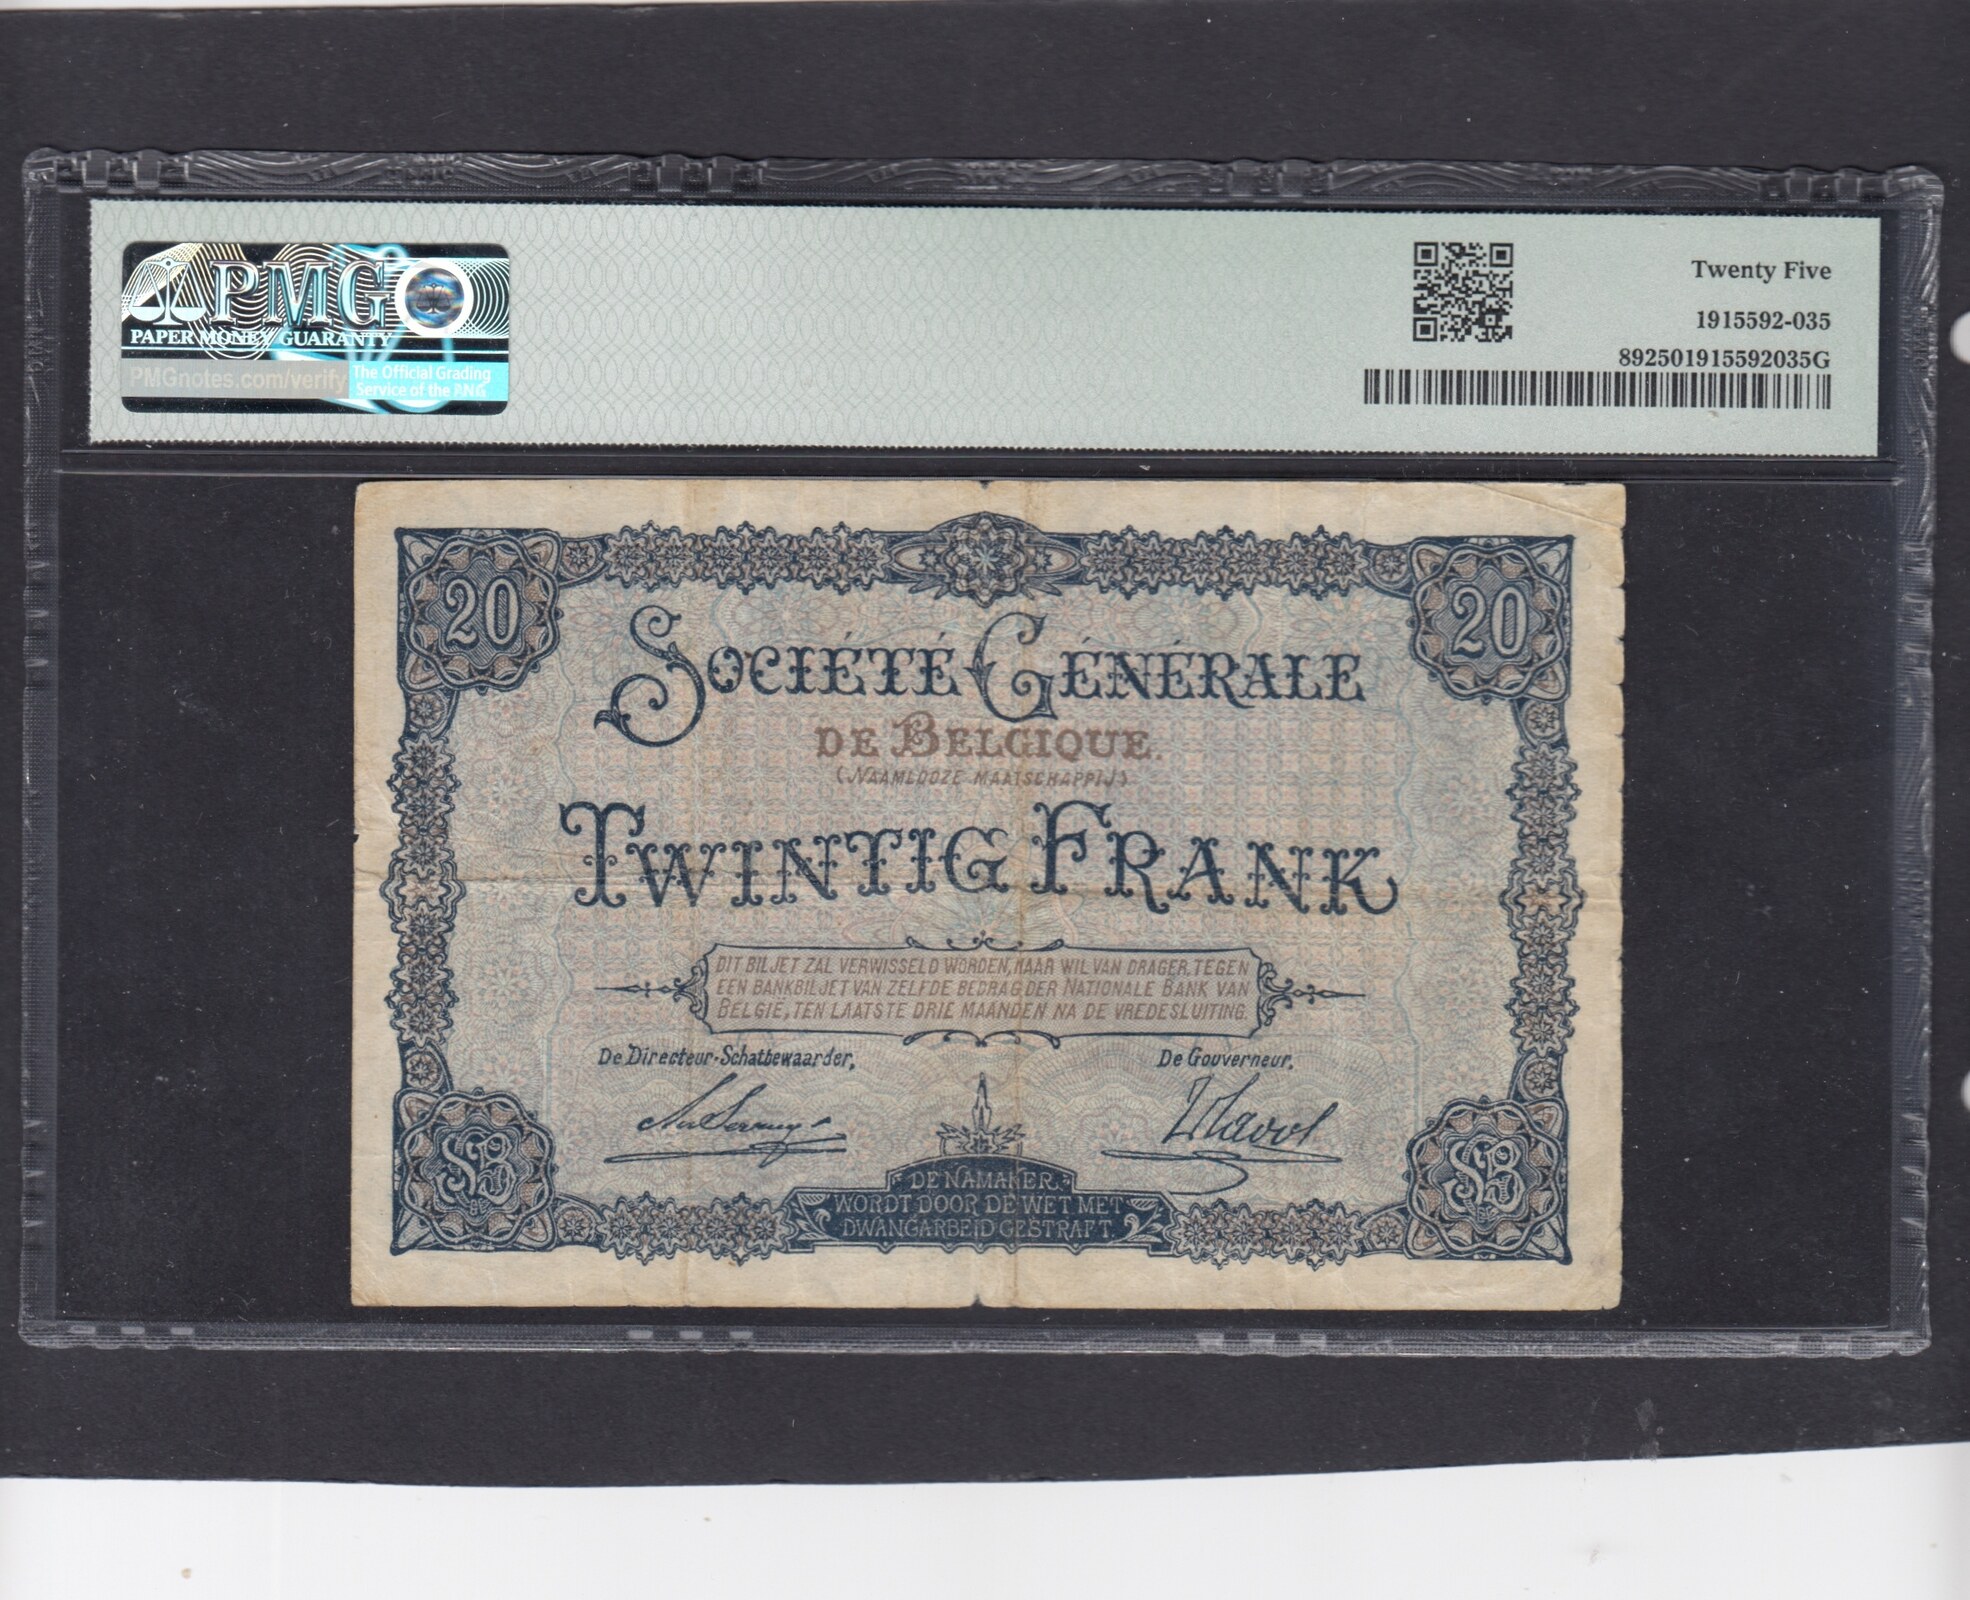 PMG
PAPER MONEY GUARANTY
PMGnotes.com/verify
The Official Grading
Service of the PNG
Twenty Five
1915592-035
892501915592035G
20
20
SOCIÉTÉ GÉNÉRALE
DE BELGIQUE.
(NAAMLOOZE MAATSCHAPPIJ)
TWINTIG FRANK
DIT BILJET ZAL VERWISSELD WORDEN, NAAR WIL VAN DRAGER, TEGEN
EEN BANKBILJET VAN ZELFDE BEDRAG DER NATIONALE BANK VAN
BELGIË, TEN LAATSTE DRIE MAANDEN NA DE VREDESLUITING.
De Directeur-Schatbewaarder,
De Gouverneur,
SB
SB
DE NAMAKER
WORDT DOOR DE WET MET
DWANGARBEID GESTRAFT.